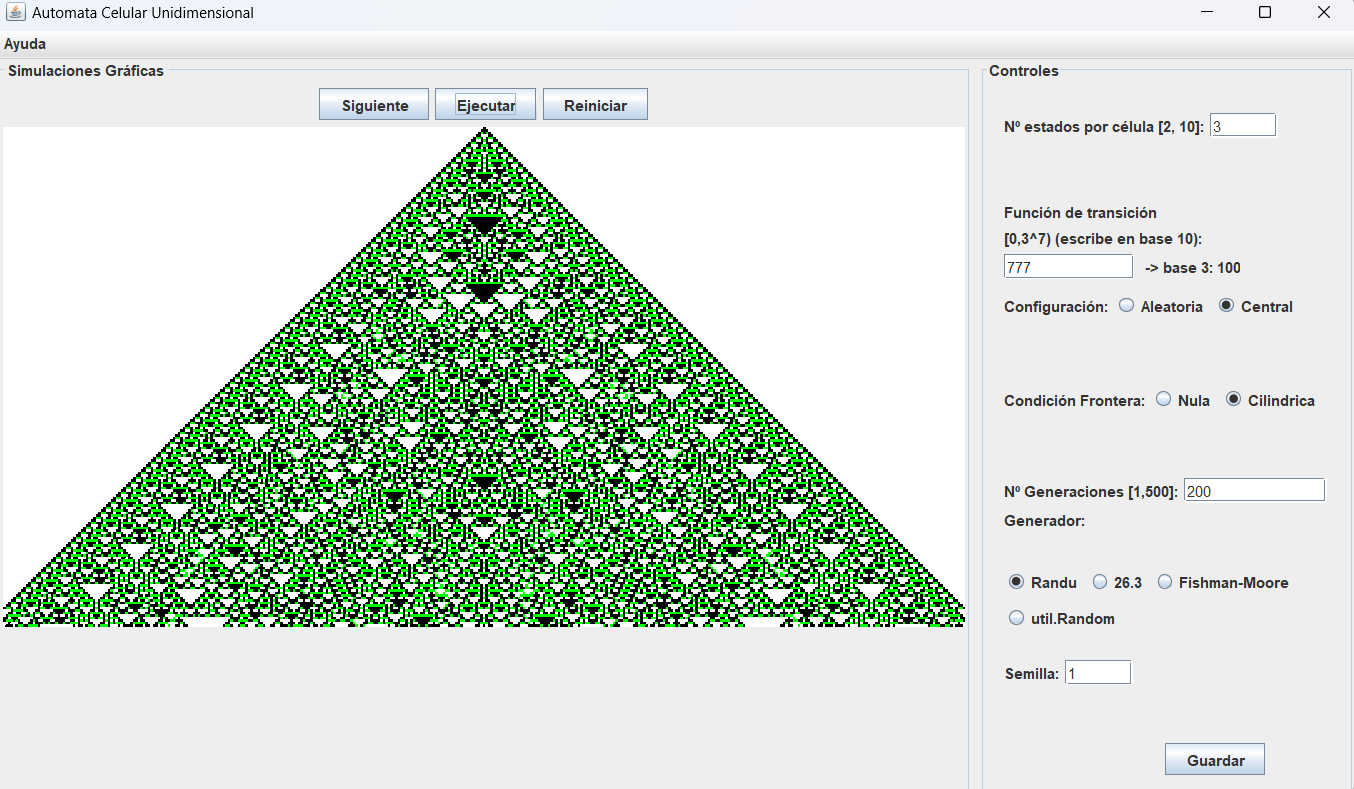 Automata Celular Unidimensional
Ayuda
Simulaciones Gráficas
Siguiente Ejecutar Reiniciar
Controles
Nº estados por célula [2, 10]: 3
Función de transición
[0,3^7) (escribe en base 10):
777 -> base 3: 100
Configuración: Aleatoria Central
Condición Frontera: Nula Cilindrica
Nº Generaciones [1,500]: 200
Generador:
Randu 26.3 Fishman-Moore
util.Random
Semilla: 1
Guardar